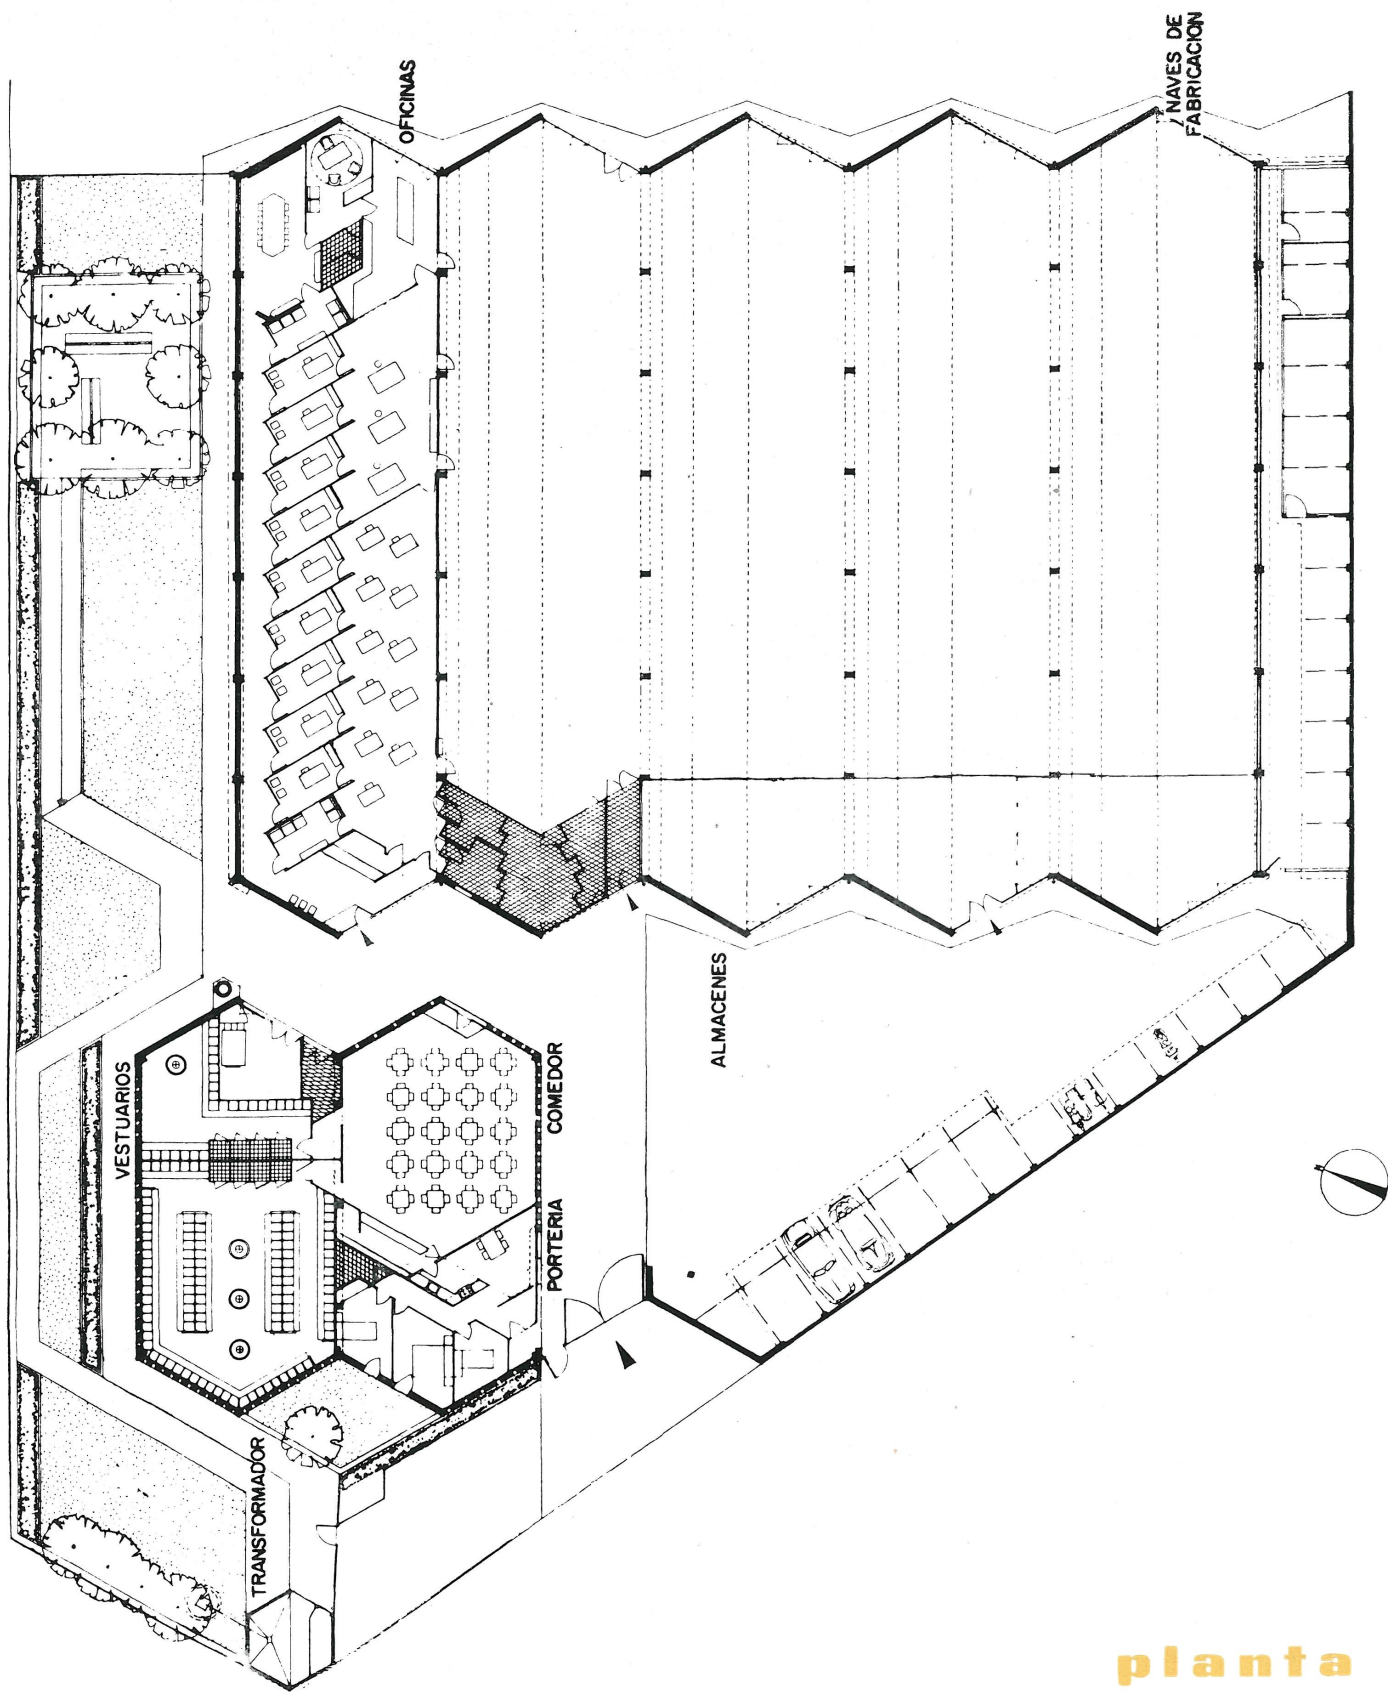 OFICINAS
NAVES DE
FABRICACION
ALMACENES
VESTUARIOS
COMEDOR
PORTERIA
TRANSFORMADOR
planta